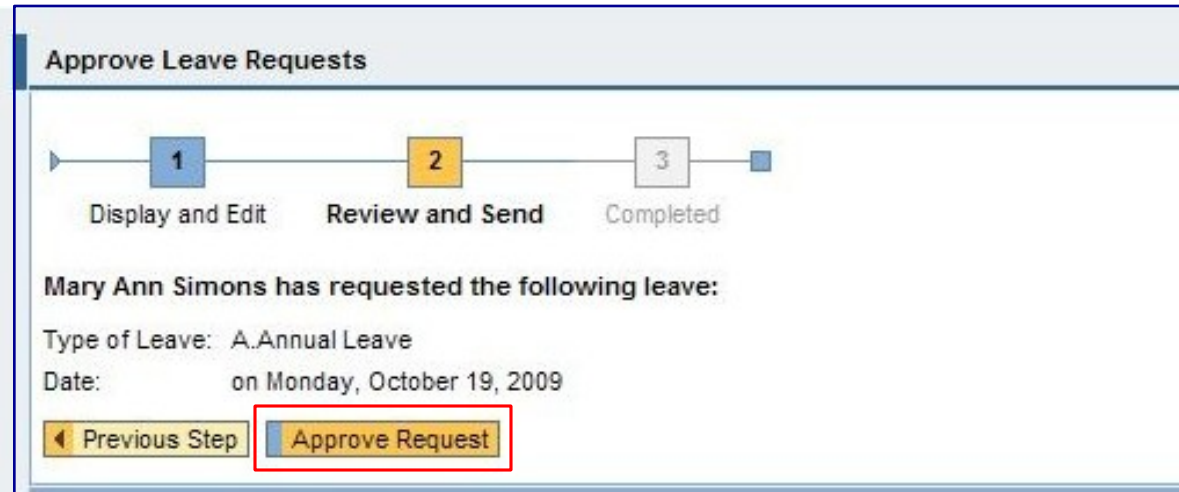 Approve Leave Requests
1 2 3
Display and Edit Review and Send Completed
Mary Ann Simons has requested the following leave:
Type of Leave: A.Annual Leave
Date: on Monday, October 19, 2009
Previous Step Approve Request